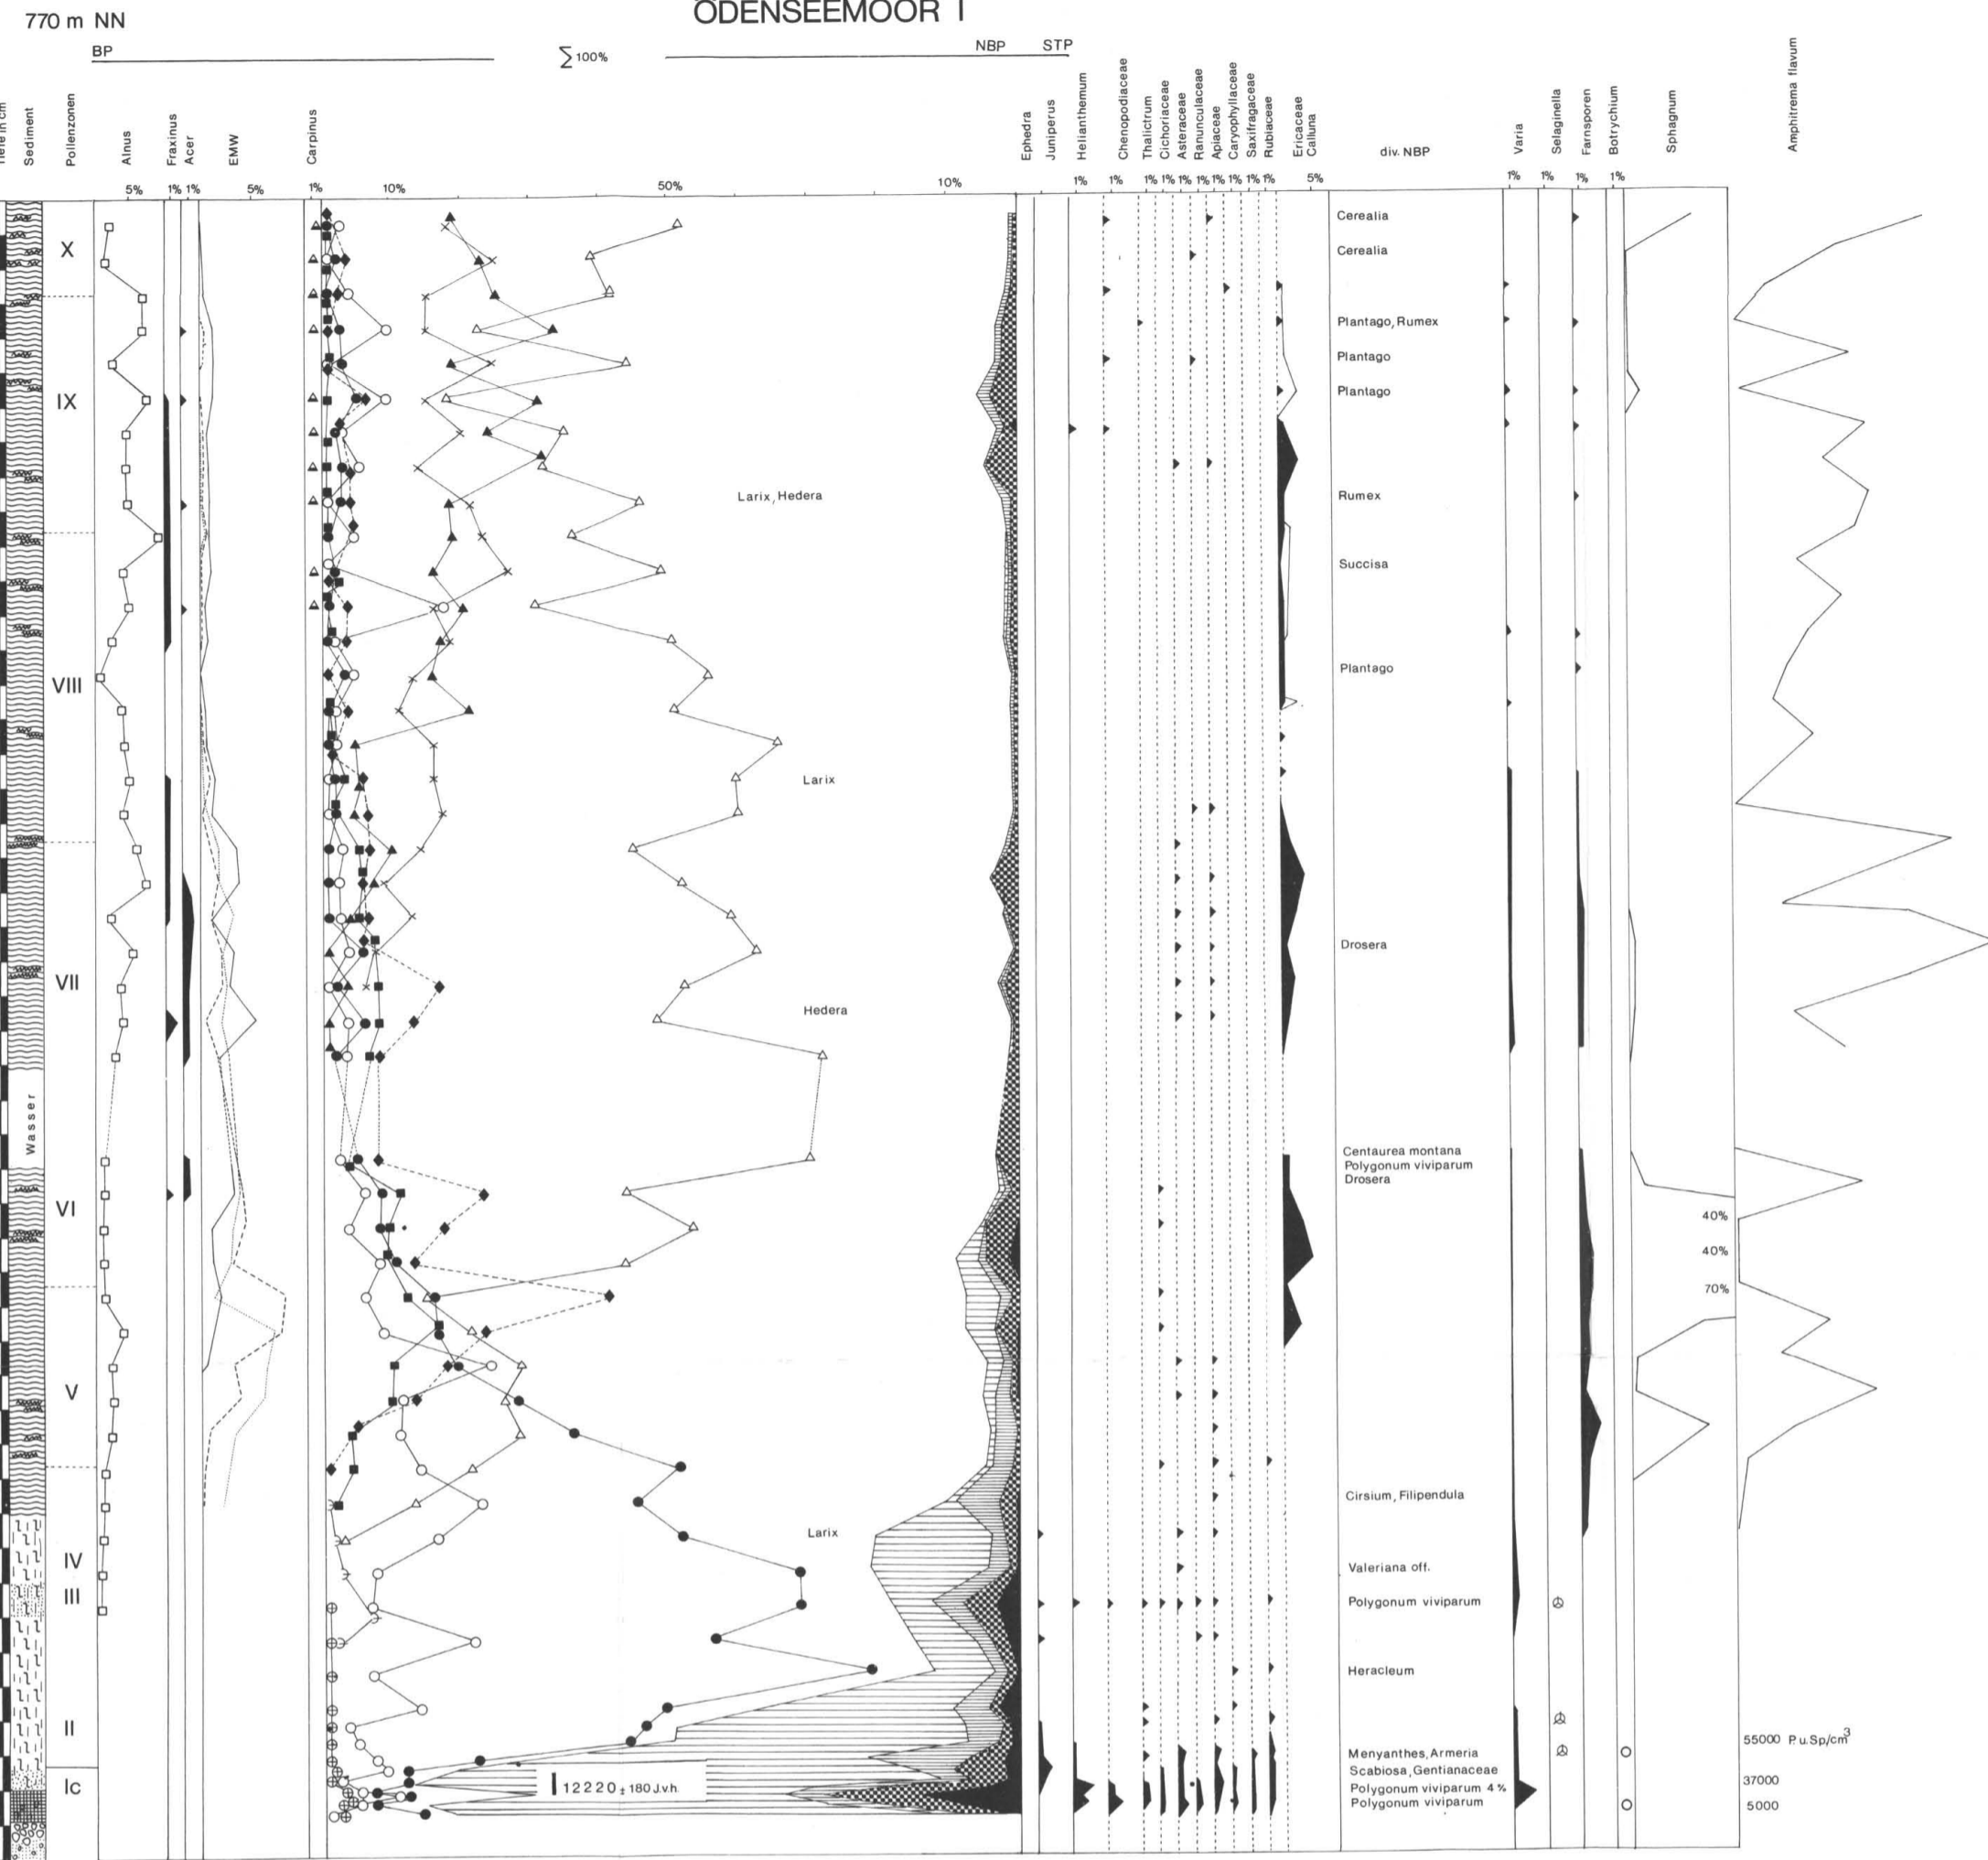 770 m NN
ODENSEEMOOR I
BP
∑ 100%
NBP
STP
Sediment
Pollenzonen
Alnus
Fraxinus
Acer
EMW
Carpinus
Ephedra
Juniperus
Helianthemum
Chenopodiaceae
Thalictrum
Cichoriaceae
Asteraceae
Ranunculaceae
Apiaceae
Caryophyllaceae
Saxifragaceae
Rubiaceae
Ericaceae
Calluna
div. NBP
Varia
Selaginella
Farnsporen
Botrychium
Sphagnum
Amphitrema flavum
5% 1% 1% 5% 1% 10% 50% 10% 1% 1% 1% 1% 1% 1% 1% 1% 1% 1% 5% 1% 1% 1% 1%
X
Cerealia
Cerealia
Plantago, Rumex
Plantago
IX
Plantago
Larix, Hedera
Rumex
Succisa
VIII
Plantago
Larix
Drosera
VII
Hedera
Wasser
Centaurea montana
Polygonum viviparum
Drosera
VI
40%
40%
70%
V
Cirsium, Filipendula
Larix
IV
Valeriana off.
III
Polygonum viviparum
Heracleum
II
55000 P.u.Sp/cm³
Menyanthes, Armeria
Scabiosa, Gentianaceae
Ic
12220 ± 180 J.v.h.
Polygonum viviparum 4%
37000
Polygonum viviparum
5000